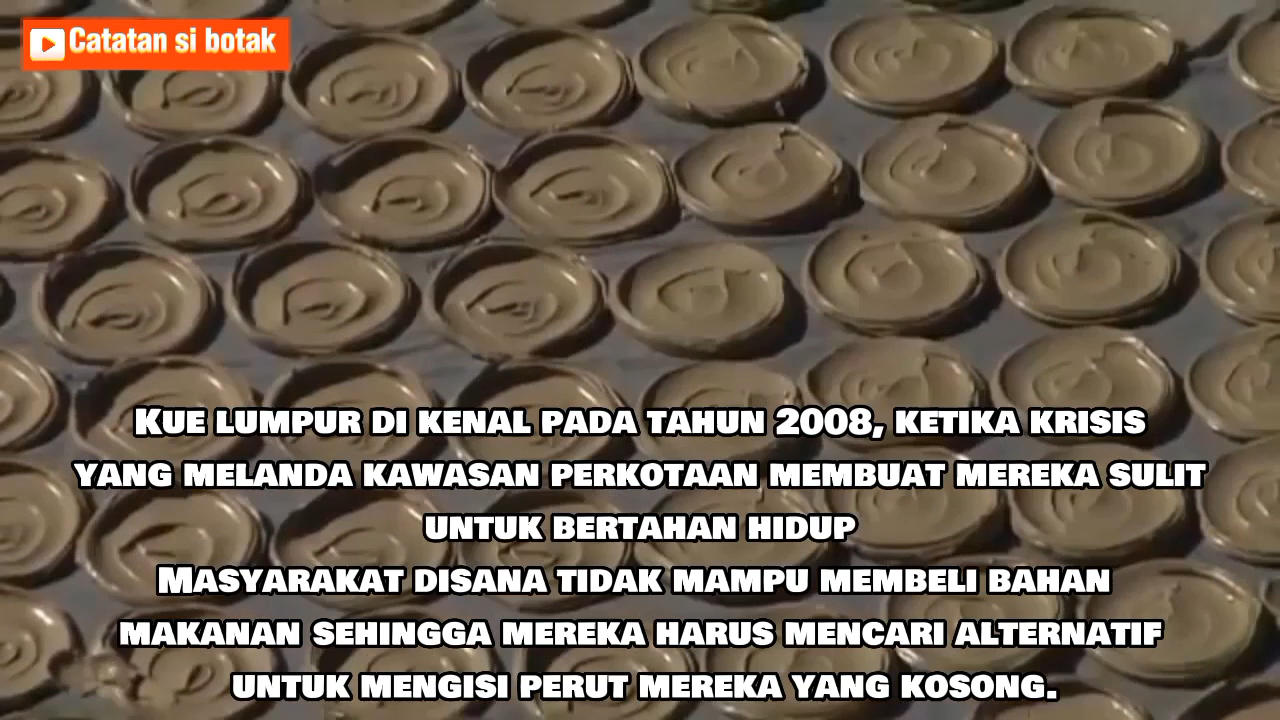 Catatan si botak
Kue lumpur di kenal pada tahun 2008, ketika krisis
yang melanda kawasan perkotaan membuat mereka sulit
untuk bertahan hidup
Masyarakat disana tidak mampu membeli bahan
makanan sehingga mereka harus mencari alternatif
untuk mengisi perut mereka yang kosong.